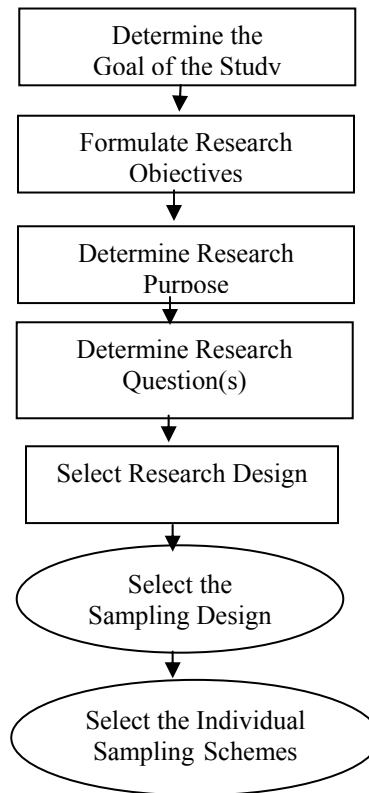 Determine the
Goal of the Study
Formulate Research
Objectives
Determine Research
Purpose
Determine Research
Question(s)
Select Research Design
Select the
Sampling Design
Select the Individual
Sampling Schemes